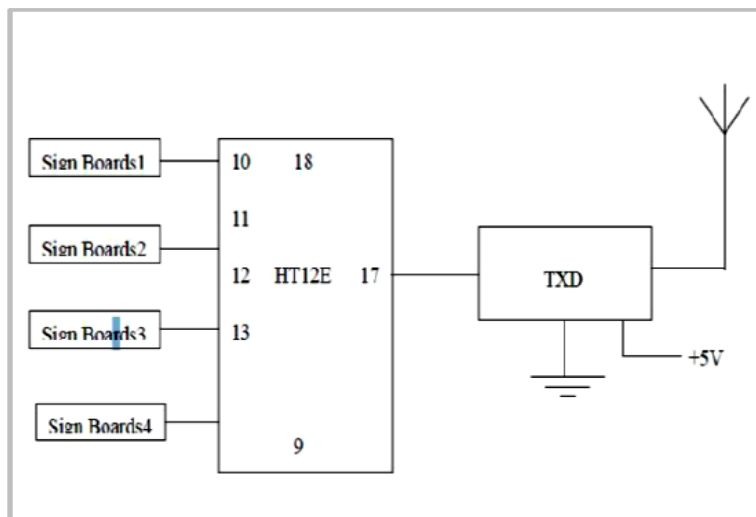 Sign Boards1
10 18
11
Sign Boards2
12 HT12E 17
TXD
Sign Boards3
13
+5V
Sign Boards4
9